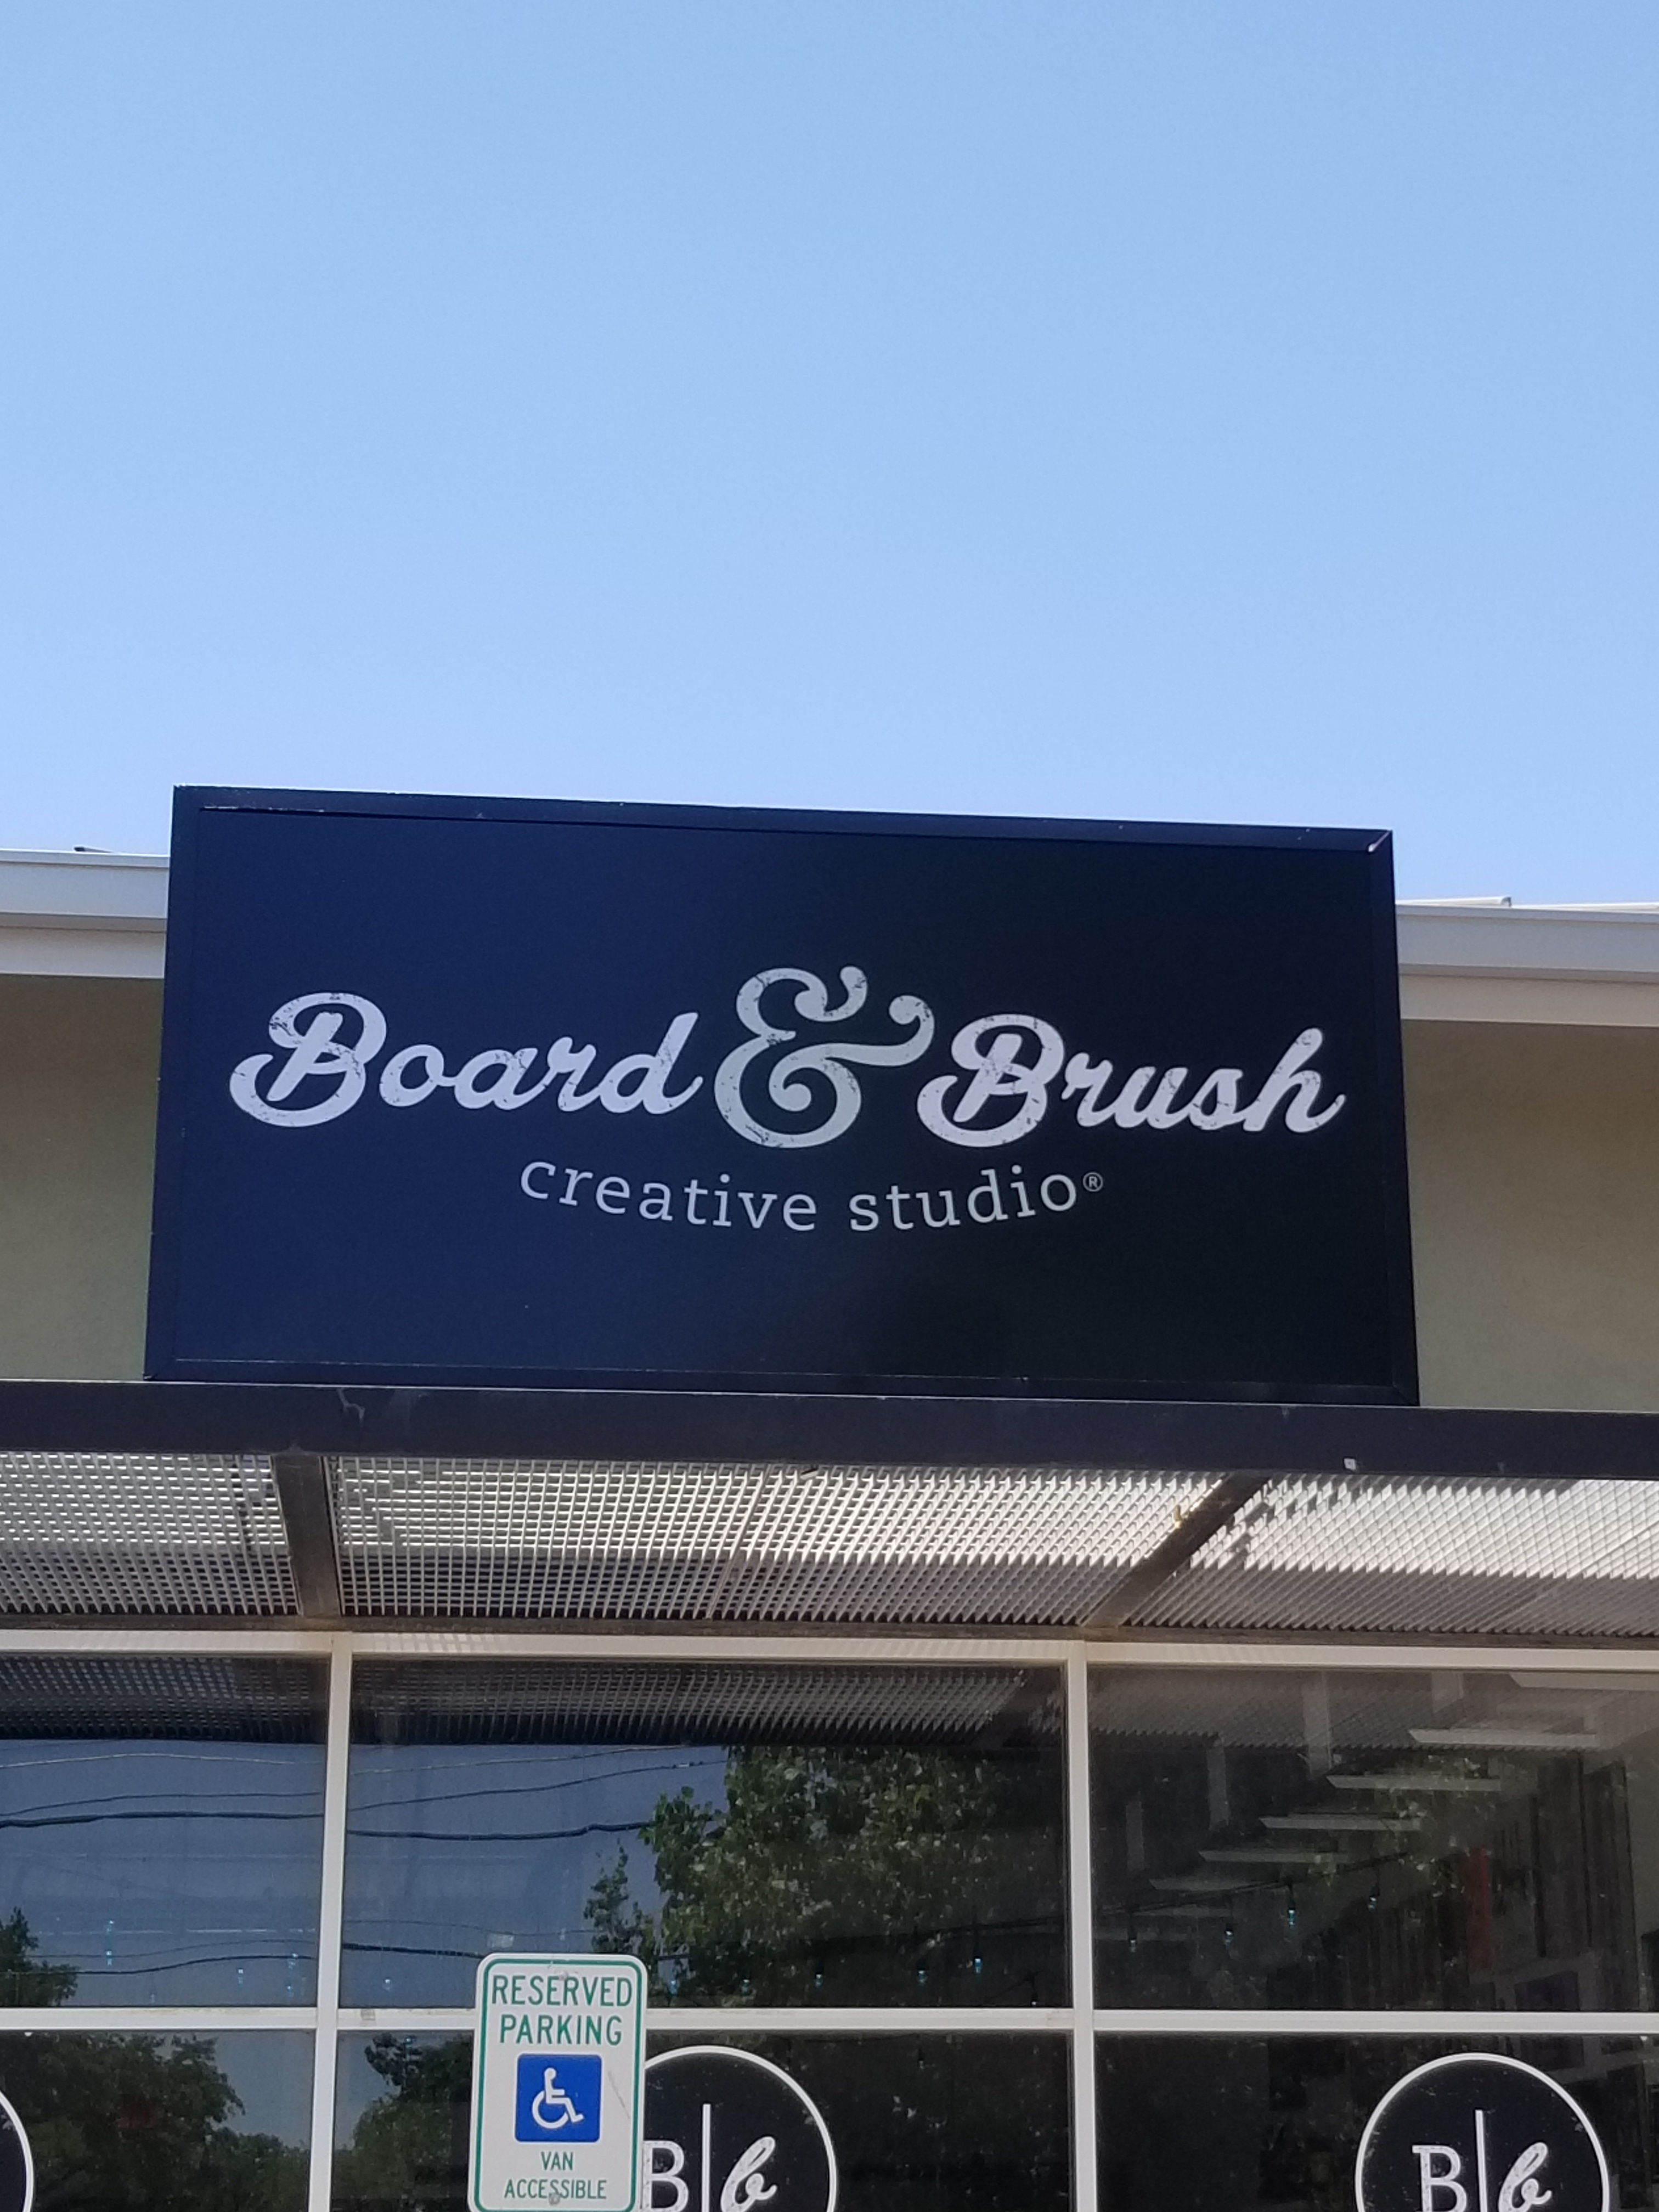 Board & Brush
creative studio®
RESERVED
PARKING
VAN
ACCESSIBLE
B|b
B|b